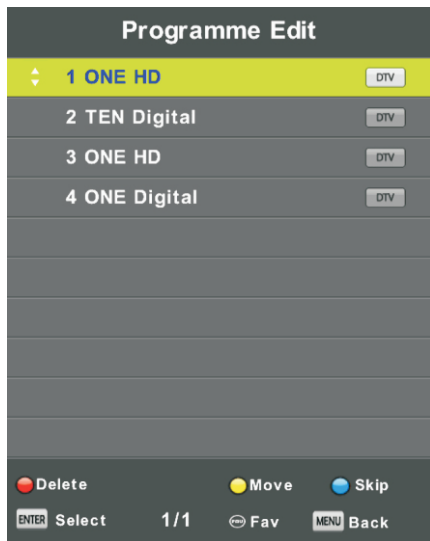 Programme Edit
1 ONE HD DTV
2 TEN Digital DTV
3 ONE HD DTV
4 ONE Digital DTV
Delete Move Skip
ENTER Select 1/1 Fav MENU Back